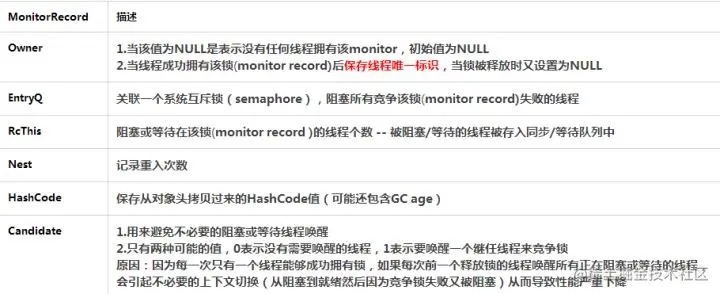 MonitorRecord 描述
Owner 1.当该值为NULL是表示没有任何线程拥有该monitor，初始值为NULL
2.当线程成功拥有该锁(monitor record)后保存线程唯一标识，当锁被释放时又设置为NULL
EntryQ 关联一个系统互斥锁（semaphore），阻塞所有竞争该锁(monitor record)失败的线程
RcThis 阻塞或等待在该锁(monitor record )的线程个数 -- 被阻塞/等待的线程被存入同步/等待队列中
Nest 记录重入次数
HashCode 保存从对象头拷贝过来的HashCode值（可能还包含GC age）
Candidate 1.用来避免不必要的阻塞或等待线程唤醒
2.只有两种可能的值，0表示没有需要唤醒的线程，1表示要唤醒一个继任线程来竞争锁
原因：因为每一次只有一个线程能够成功拥有锁，如果每次前一个释放锁的线程唤醒所有正在阻塞或等待的线程，
会引起不必要的上下文切换（从阻塞到就绪然后因为竞争锁失败又被阻塞）从而导致性能严重下降
@稀土掘金技术社区